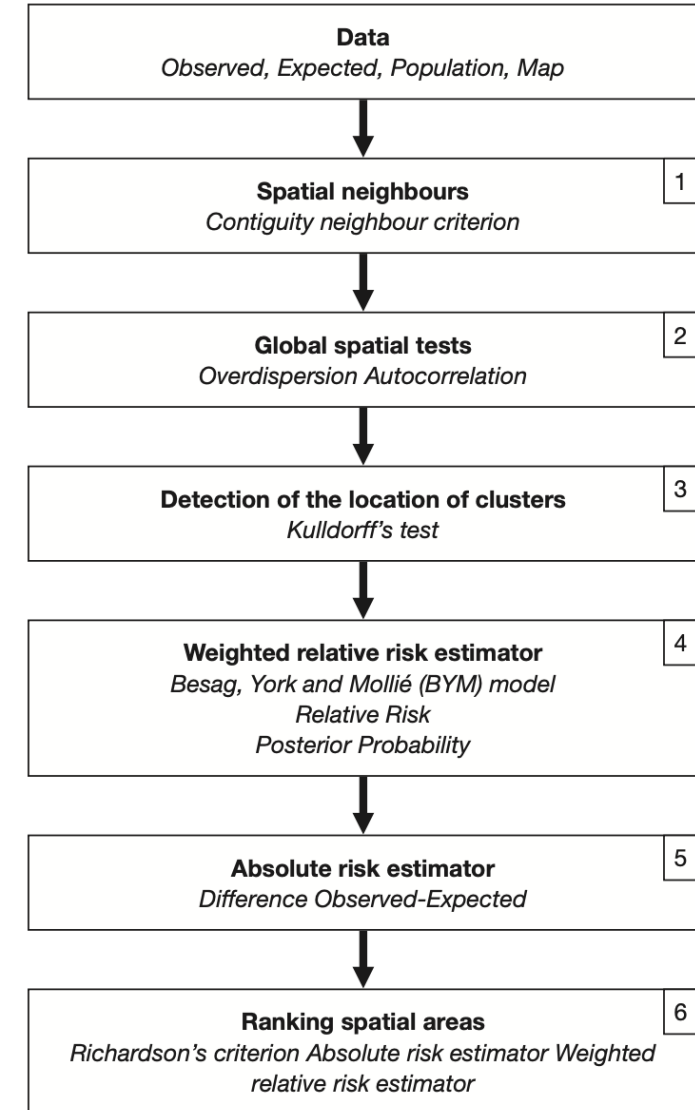 Data
Observed, Expected, Population, Map
1
Spatial neighbours
Contiguity neighbour criterion
2
Global spatial tests
Overdispersion Autocorrelation
3
Detection of the location of clusters
Kulldorff’s test
4
Weighted relative risk estimator
Besag, York and Mollié (BYM) model
Relative Risk
Posterior Probability
5
Absolute risk estimator
Difference Observed-Expected
6
Ranking spatial areas
Richardson’s criterion Absolute risk estimator Weighted
relative risk estimator